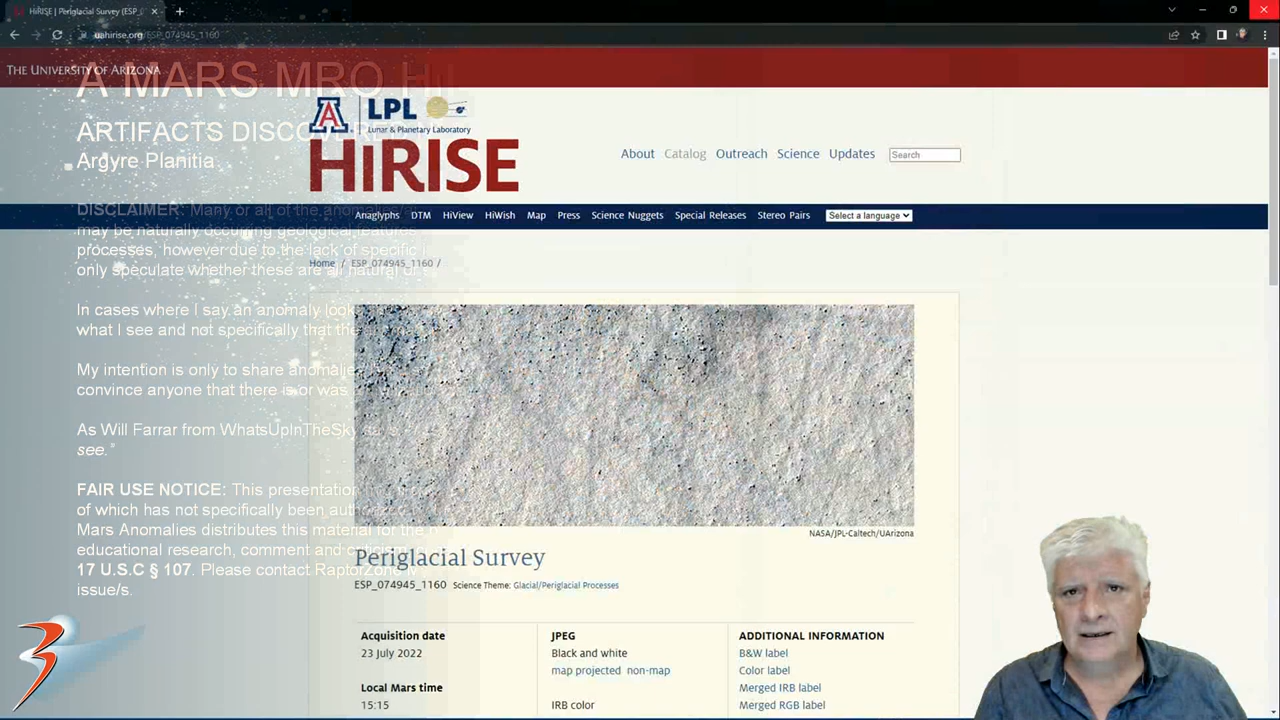 HiRISE | Periglacial Survey (ESP_0
uahirise.org/ESP_074945_1160
THE UNIVERSITY OF ARIZONA
A MARS MRO
ARTIFACTS
Argyre Planitia
DISCLAIMER: Many or all of the anomalies
may be naturally occurring geological features
processes, however due to the lack of specific
only speculate whether these are all natural or
In cases where I say an anomaly
what I see and not specifically that the
My intention is only to share
convince anyone that there is or was
As Will Farrar from WhatsUpInTheSky
see."
FAIR USE NOTICE: This presentation
of which has not specifically been
Mars Anomalies distributes this material for the
educational research, comment and
17 U.S.C § 107. Please contact
issue/s.
A LPL
Lunar & Planetary Laboratory
HiRISE
About Catalog Outreach Science Updates Search
Anaglyphs DTM HiView HiWish Map Press Science Nuggets Special Releases Stereo Pairs Select a language
Home / ESP_074945_1160 /
NASA/JPL-Caltech/UArizona
Periglacial Survey
ESP_074945_1160 Science Theme: Glacial/Periglacial Processes
Acquisition date
23 July 2022
Local Mars time
15:15
JPEG
Black and white
map projected non-map
IRB color
ADDITIONAL INFORMATION
B&W label
Color label
Merged IRB label
Merged RGB label